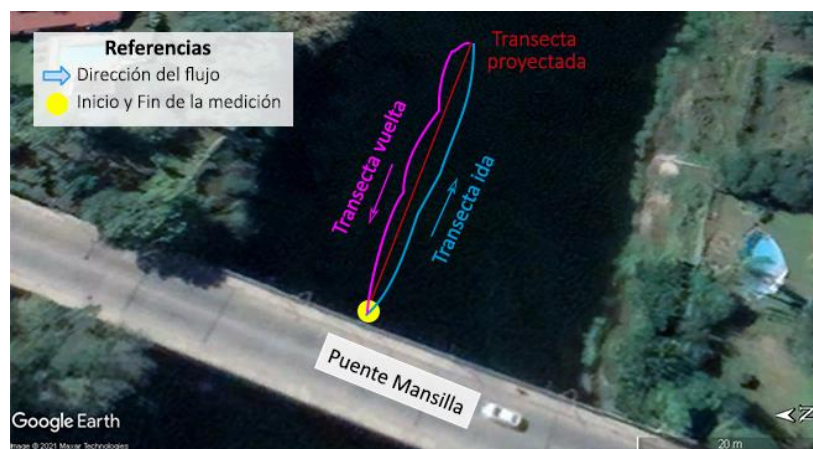 Referencias
Dirección del flujo
Inicio y Fin de la medición
Transecta
proyectada
Transecta vuelta
Transecta ida
Puente Mansilla
Google Earth
Image © 2021 Maxar Technologies
N
20 m